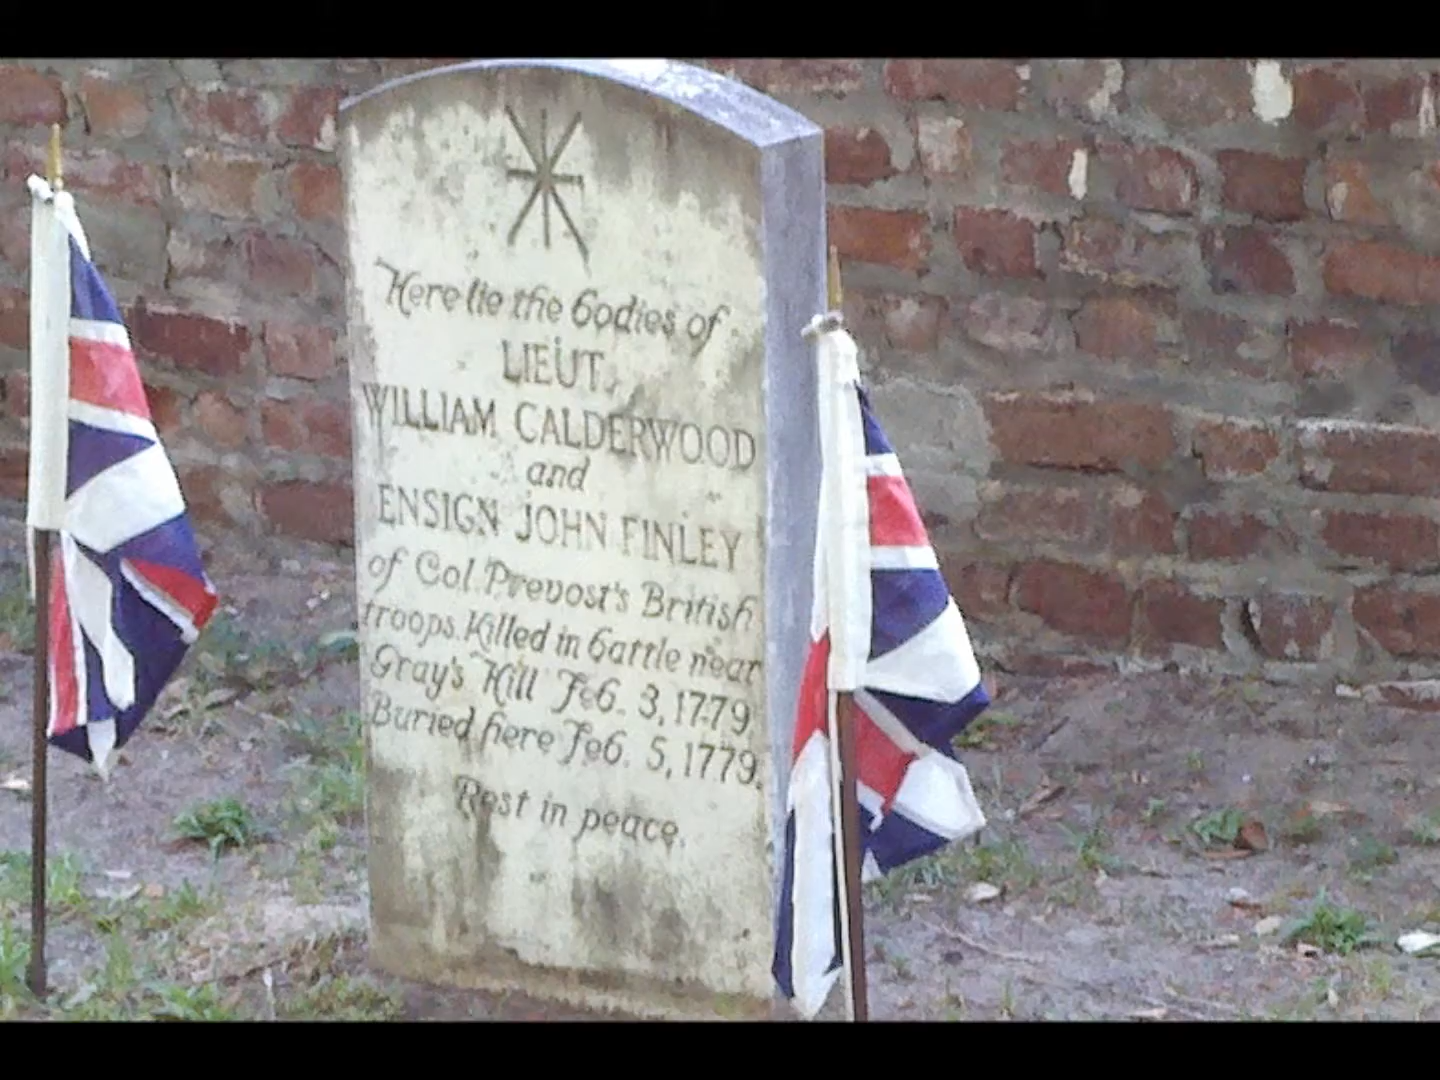 Here lie the bodies of
LIEUT.
WILLIAM CALDERWOOD
and
ENSIGN JOHN FINLEY
of Col. Prevost's British
troops. Killed in battle near
Gray's Hill Feb. 3, 1779.
Buried here Feb. 5, 1779.
Rest in peace.